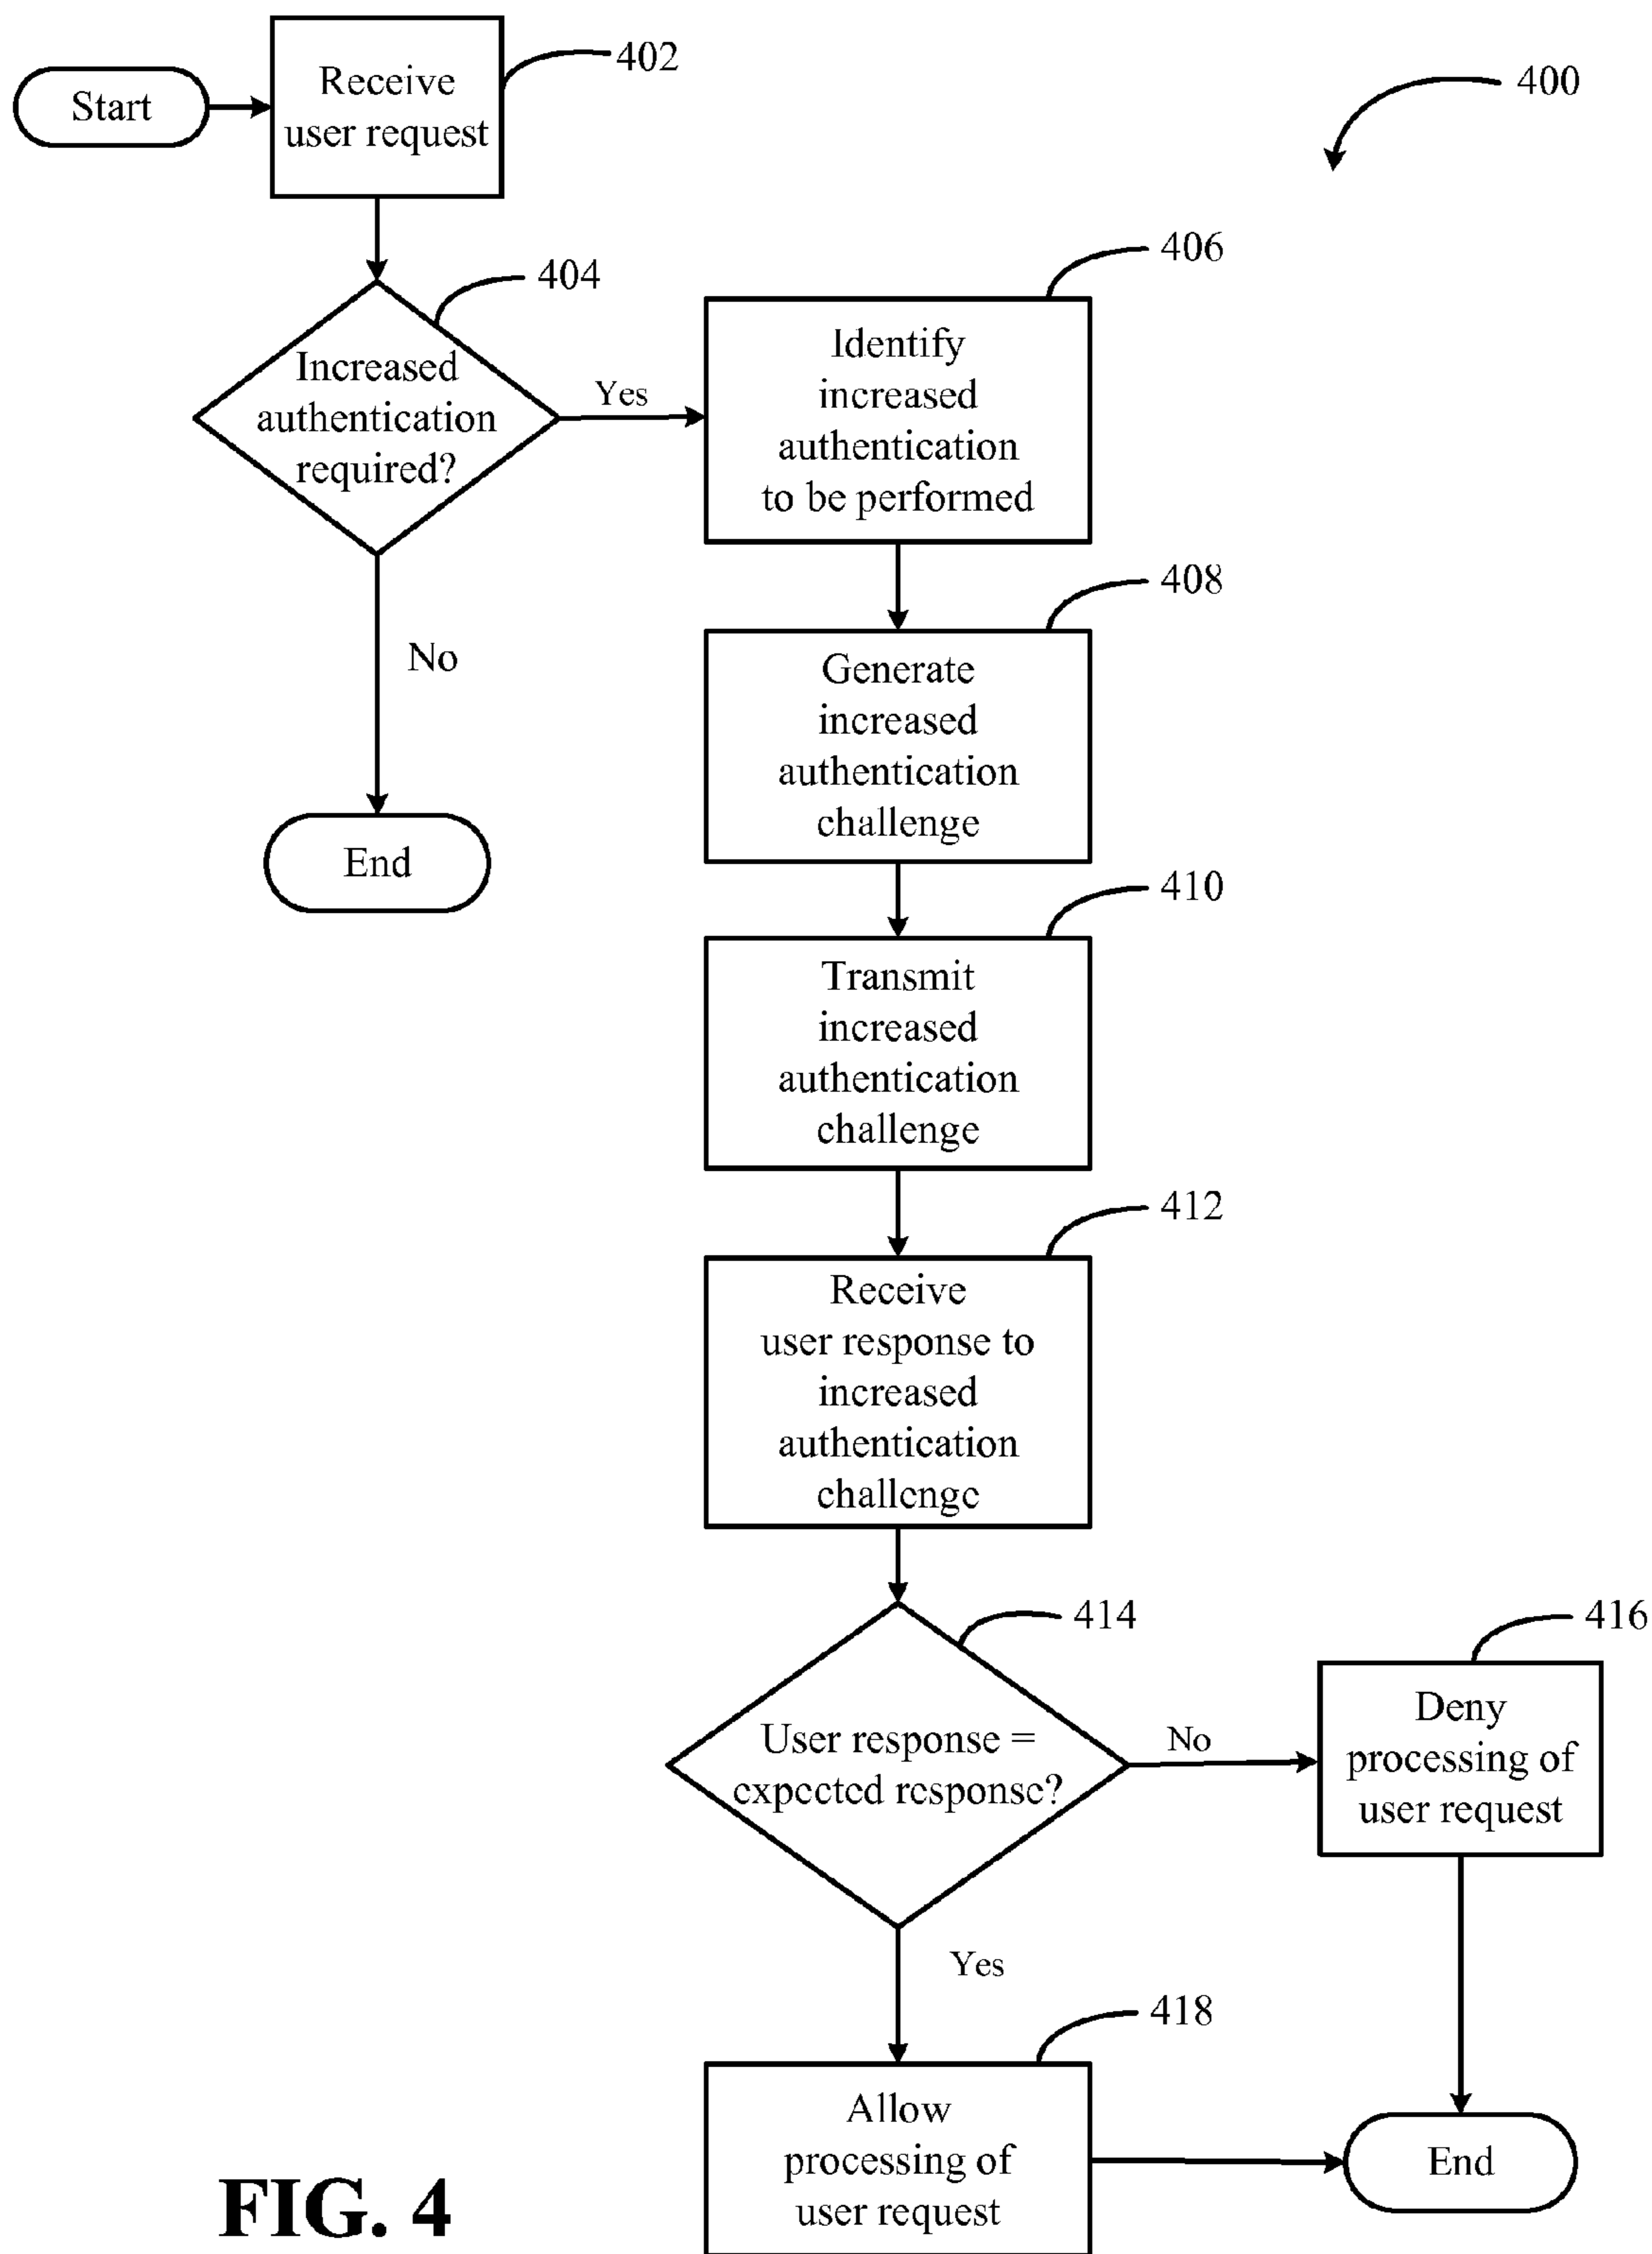 402
Start
Receive
user request
400
404
Increased
authentication
required?
Yes
406
Identify
increased
authentication
to be performed
No
End
408
Generate
increased
authentication
challenge
410
Transmit
increased
authentication
challenge
412
Receive
user response to
increased
authentication
challenge
414
User response =
expected response?
No
416
Deny
processing of
user request
Yes
418
Allow
processing of
user request
End
FIG. 4